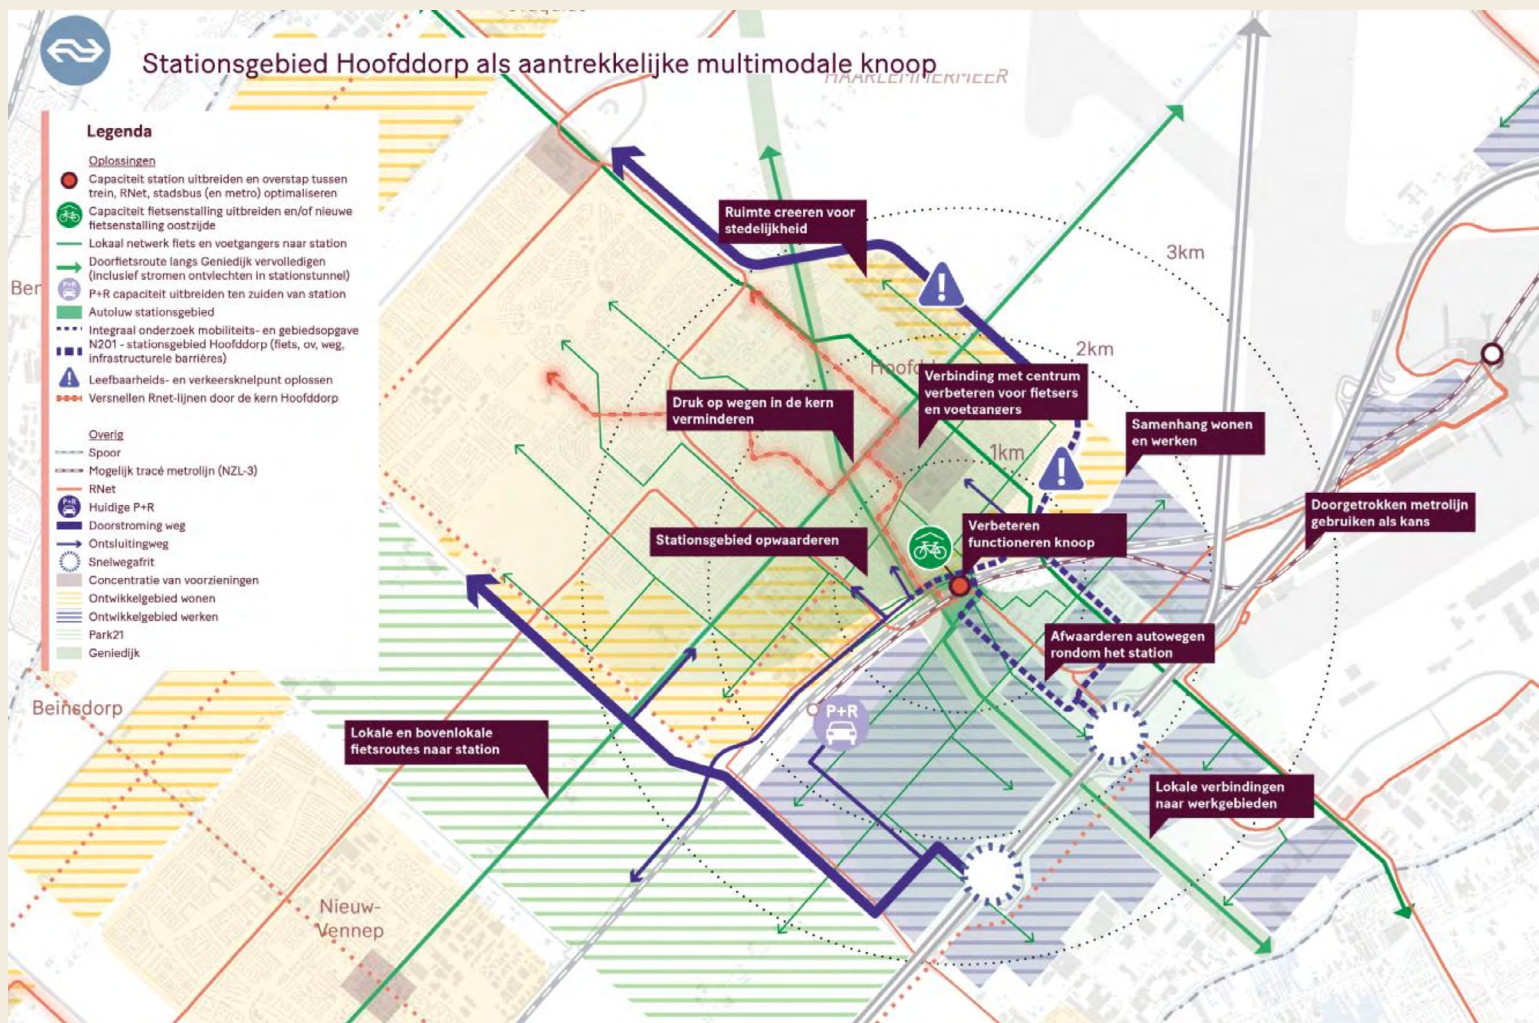 Stationsgebied Hoofddorp als aantrekkelijke multimodale knoop
HAARLEMMERMEER
Legenda
Oplossingen
Capaciteit station uitbreiden en overstap tussen
trein, RNet, stadsbus (en metro) optimaliseren
Capaciteit fietsenstalling uitbreiden en/of nieuwe
fietsenstalling oostzijde
Lokaal netwerk fiets en voetgangers naar station
Doorfietsroute langs Geniedijk vervolledigen
(inclusief stromen ontvlechten in stationstunnel)
P+R
P+R capaciteit uitbreiden ten zuiden van station
Autoluw stationsgebied
Integraal onderzoek mobiliteits- en gebiedsopgave
N201 - stationsgebied Hoofddorp (fiets, ov, weg,
infrastructurele barrières)
Leefbaarheids- en verkeersknelpunt oplossen
Versnellen Rnet-lijnen door de kern Hoofddorp
Overig
Spoor
Mogelijk tracé metrolijn (NZL-3)
RNet
P+R
Huidige P+R
Doorstroming weg
Ontsluitingweg
Snelwegafrit
Concentratie van voorzieningen
Ontwikkelgebied wonen
Ontwikkelgebied werken
Park21
Geniedijk
Ruimte creeren voor
stedelijkheid
3km
2km
1km
Verbinding met centrum
verbeteren voor fietsers
en voetgangers
Druk op wegen in de kern
verminderen
Samenhang wonen
en werken
Doorgetrokken metrolijn
gebruiken als kans
Verbeteren
functioneren knoop
Stationsgebied opwaarderen
Afwaarderen autowegen
rondom het station
P+R
Lokale en bovenlokale
fietsroutes naar station
Lokale verbindingen
naar werkgebieden
Beinsdorp
Nieuw-
Vennep